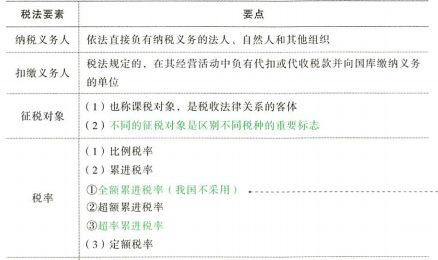 税法要素 要点
纳税义务人 依法直接负有纳税义务的法人、自然人和其他组织
扣缴义务人 税法规定的，在其经营活动中负有代扣或代收税款并向国库缴纳义务
的单位
征税对象 （1）也称课税对象，是税收法律关系的客体
（2）不同的征税对象是区别不同税种的重要标志
税率 （1）比例税率
（2）累进税率
①全额累进税率（我国不采用）
②超额累进税率
③超率累进税率
（3）定额税率